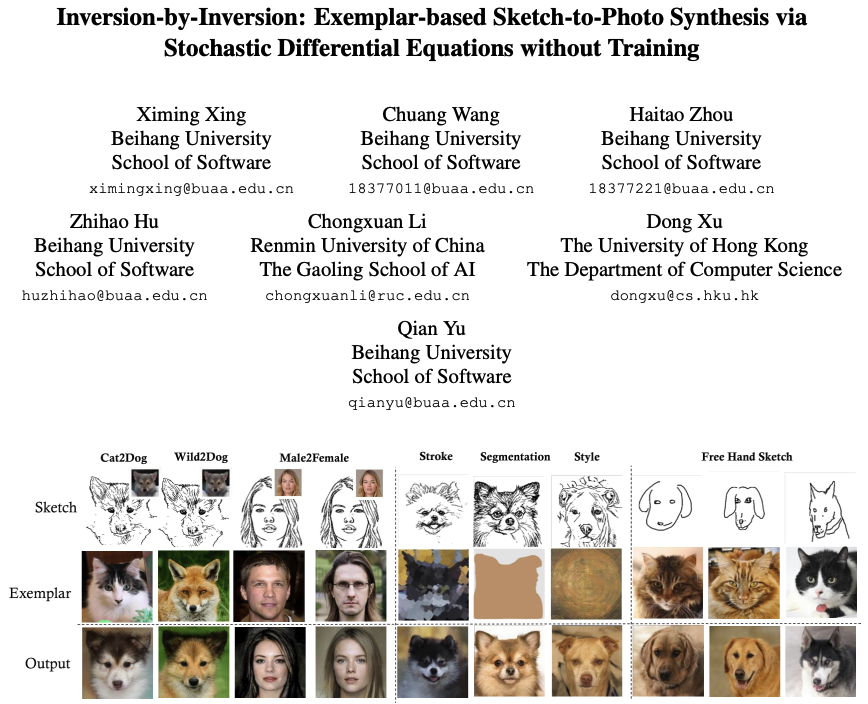 Inversion-by-Inversion: Exemplar-based Sketch-to-Photo Synthesis via
Stochastic Differential Equations without Training
Ximing Xing
Beihang University
School of Software
ximingxing@buaa.edu.cn
Chuang Wang
Beihang University
School of Software
18377011@buaa.edu.cn
Haitao Zhou
Beihang University
School of Software
18377221@buaa.edu.cn
Zhihao Hu
Beihang University
School of Software
huzhihao@buaa.edu.cn
Chongxuan Li
Renmin University of China
The Gaoling School of AI
chongxuanli@ruc.edu.cn
Dong Xu
The University of Hong Kong
The Department of Computer Science
dongxu@cs.hku.hk
Qian Yu
Beihang University
School of Software
qianyu@buaa.edu.cn
Cat2Dog Wild2Dog Male2Female Stroke Segmentation Style Free Hand Sketch
Sketch
Exemplar
Output